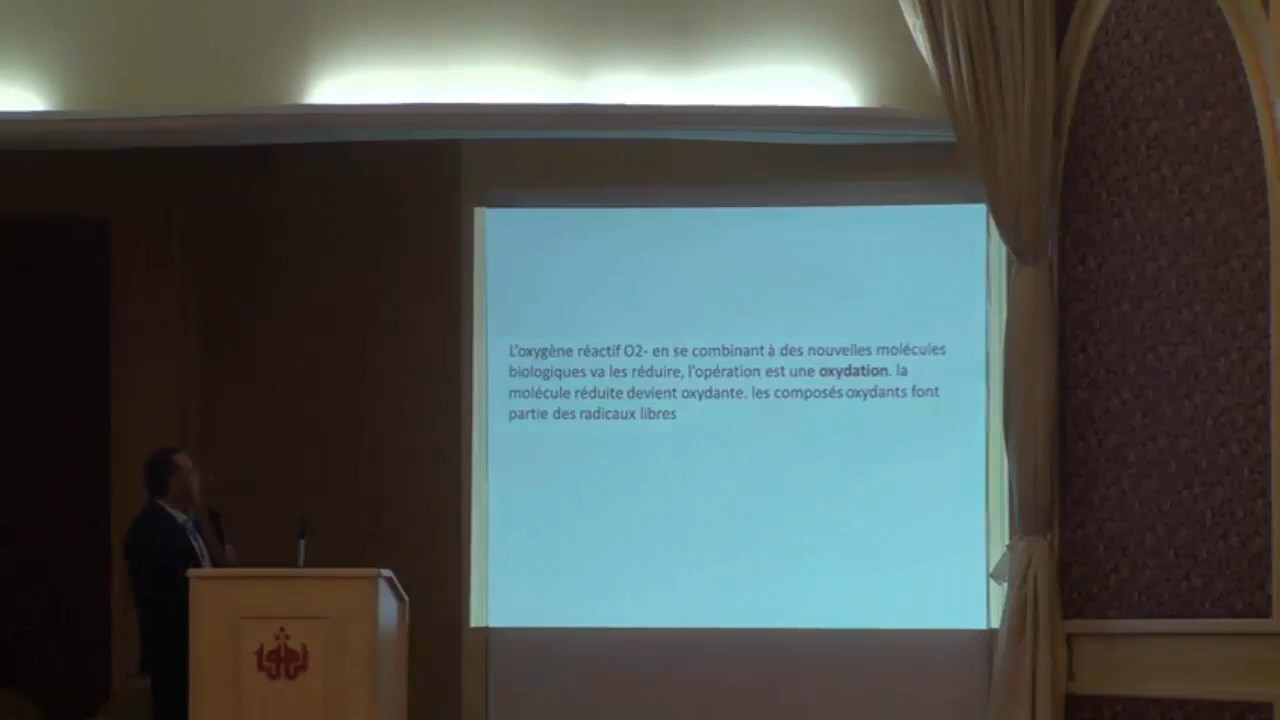 L'oxygène réactif O2- en se combinant à des nouvelles molécules
biologiques va les réduire, l'opération est une oxydation. la
molécule réduite devient oxydante. les composés oxydants font
partie des radicaux libres